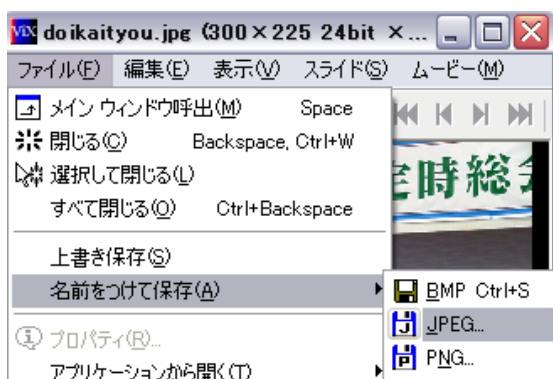 ViX doikaityou.jpg (300×225 24bit ×...
ファイル(F) 編集(E) 表示(V) スライド(S) ムービー(M)
メイン ウィンドウ呼出(M) Space
閉じる(C) Backspace, Ctrl+W
選択して閉じる(L)
すべて閉じる(O) Ctrl+Backspace
定時総会
上書き保存(S)
名前をつけて保存(A)
BMP Ctrl+S
JPEG...
PNG...
プロパティ(R)...
アプリケーションから開く(T)